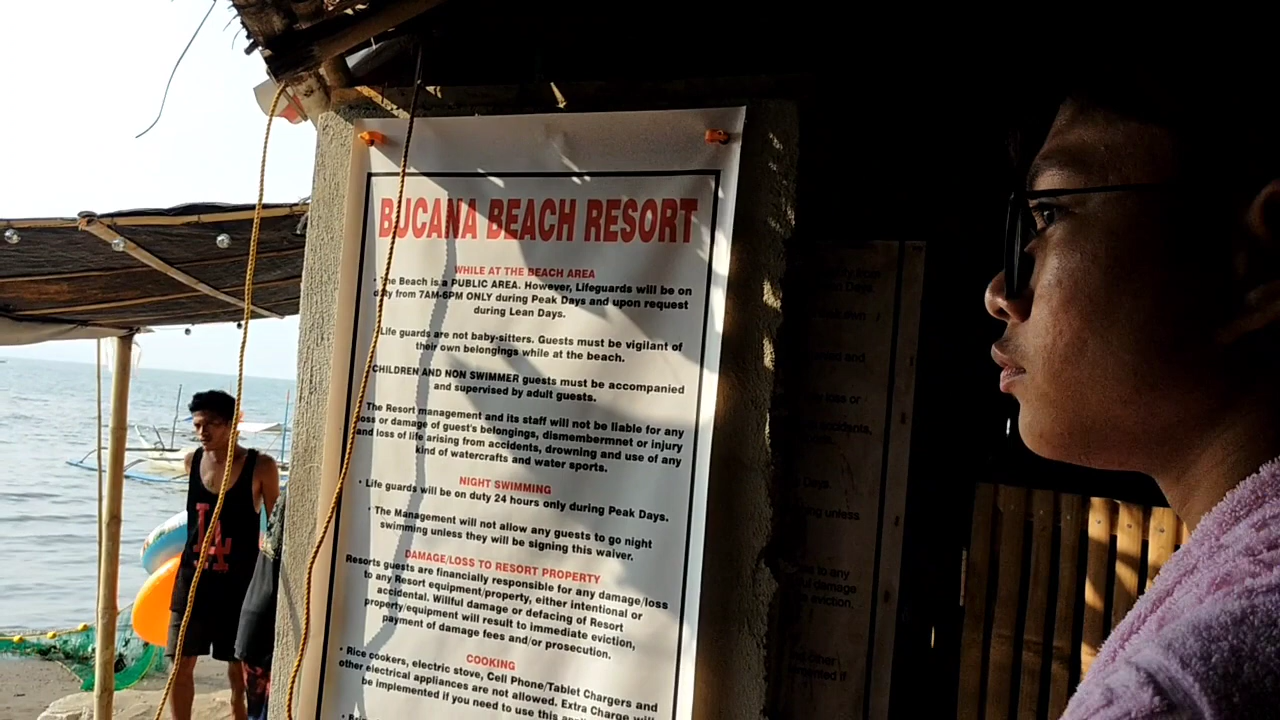 BUCANA BEACH RESORT
WHILE AT THE BEACH AREA
• The Beach is a PUBLIC AREA. However, Lifeguards will be on
duty from 7AM-6PM ONLY during Peak Days and upon request
during Lean Days.
Life guards are not baby-sitters. Guests must be vigilant of
their own belongings while at the beach.
CHILDREN AND NON SWIMMER guests must be accompanied
and supervised by adult guests.
The Resort management and its staff will not be liable for any
loss or damage of guest's belongings, dismembermnet or injury
and loss of life arising from accidents, drowning and use of any
kind of watercrafts and water sports.
NIGHT SWIMMING
• Life guards will be on duty 24 hours only during Peak Days.
• The Management will not allow any guests to go night
swimming unless they will be signing this waiver.
DAMAGE/LOSS TO RESORT PROPERTY
Resorts guests are financially responsible for any damage/loss
to any Resort equipment/property, either intentional or
accidental. Willful damage or defacing of Resort
property/equipment will result to immediate eviction,
payment of damage fees and/or prosecution.
COOKING
• Rice cookers, electric stove, Cell Phone/Tablet Chargers and
other electrical appliances are not allowed. Extra Charge will
be implemented if you need to use this
LA